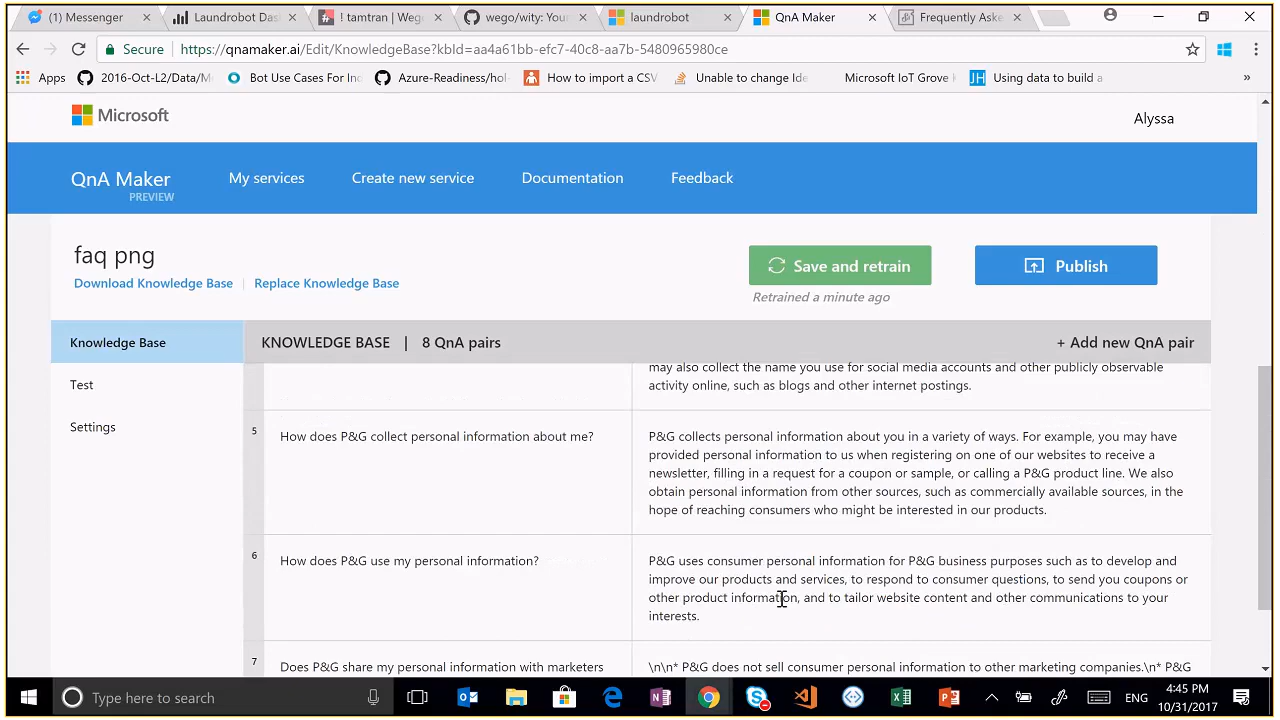 (1) Messenger
Laundrobot Das
! tamtran | Weg
wego/wity: You
laundrobot
QnA Maker
Frequently Aske
Secure https://qnamaker.ai/Edit/KnowledgeBase?kbId=aa4a61bb-efc7-40c8-aa7b-5480965980ce
Apps
2016-Oct-L2/Data/M
Bot Use Cases For In
Azure-Readiness/hol-
How to import a CSV
Unable to change Ide
Microsoft IoT Grove
JH Using data to build a
»
Microsoft
Alyssa
QnA Maker
PREVIEW
My services
Create new service
Documentation
Feedback
faq png
Download Knowledge Base | Replace Knowledge Base
Save and retrain
Retrained a minute ago
Publish
Knowledge Base
Test
Settings
KNOWLEDGE BASE | 8 QnA pairs
+ Add new QnA pair
may also collect the name you use for social media accounts and other publicly observable
activity online, such as blogs and other internet postings.
5
How does P&G collect personal information about me?
P&G collects personal information about you in a variety of ways. For example, you may have
provided personal information to us when registering on one of our websites to receive a
newsletter, filling in a request for a coupon or sample, or calling a P&G product line. We also
obtain personal information from other sources, such as commercially available sources, in the
hope of reaching consumers who might be interested in our products.
6
How does P&G use my personal information?
P&G uses consumer personal information for P&G business purposes such as to develop and
improve our products and services, to respond to consumer questions, to send you coupons or
other product information, and to tailor website content and other communications to your
interests.
7
Does P&G share my personal information with marketers
\n\n* P&G does not sell consumer personal information to other marketing companies.\n* P&G
Type here to search
ENG
4:45 PM
10/31/2017